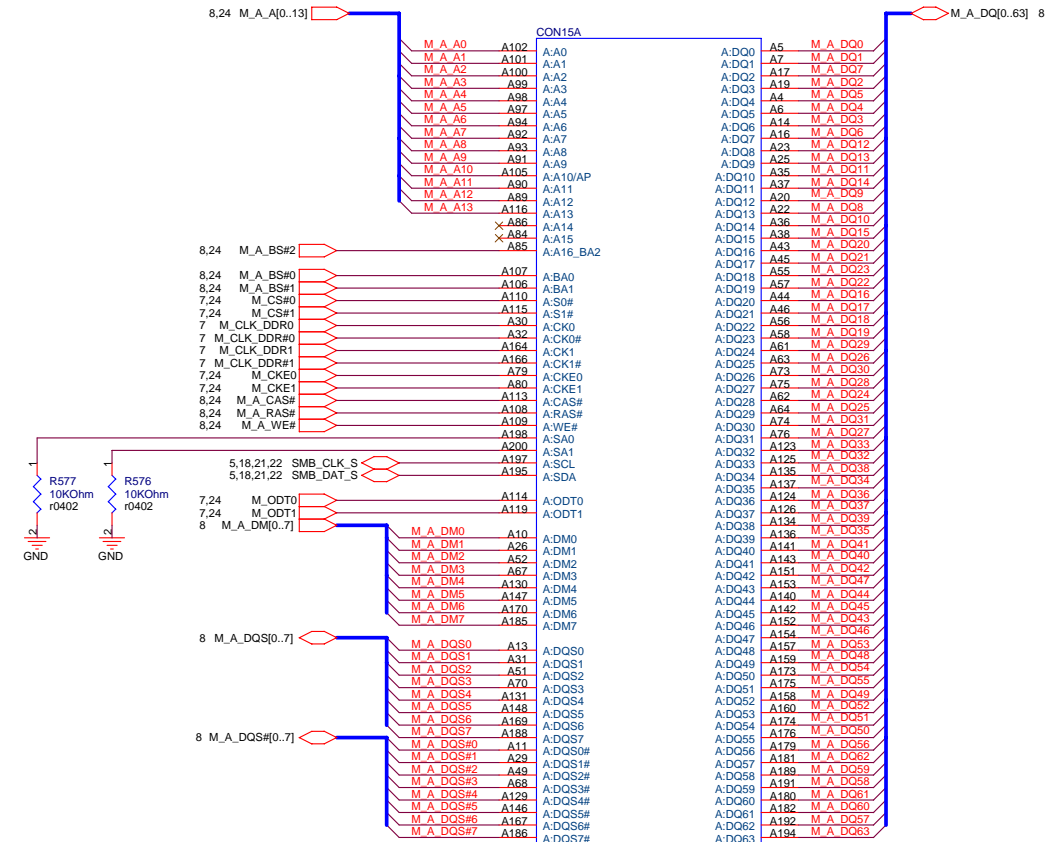 8,24 M_A_A[0..13]
M_A_DQ[0..63] 8
CON15A
M_A_A0 A102 A:A0 A:DQ0 A5 M_A_DQ0
M_A_A1 A101 A:A1 A:DQ1 A7 M_A_DQ1
M_A_A2 A100 A:A2 A:DQ2 A17 M_A_DQ7
M_A_A3 A99 A:A3 A:DQ3 A19 M_A_DQ2
M_A_A4 A98 A:A4 A:DQ4 A4 M_A_DQ5
M_A_A5 A97 A:A5 A:DQ5 A6 M_A_DQ4
M_A_A6 A94 A:A6 A:DQ6 A14 M_A_DQ3
M_A_A7 A92 A:A7 A:DQ7 A16 M_A_DQ6
M_A_A8 A93 A:A8 A:DQ8 A23 M_A_DQ12
M_A_A9 A91 A:A9 A:DQ9 A25 M_A_DQ13
M_A_A10 A105 A:A10/AP A:DQ10 A35 M_A_DQ11
M_A_A11 A90 A:A11 A:DQ11 A37 M_A_DQ14
M_A_A12 A89 A:A12 A:DQ12 A20 M_A_DQ9
M_A_A13 A116 A:A13 A:DQ13 A22 M_A_DQ8
A86 A:A14 A:DQ14 A36 M_A_DQ10
A84 A:A15 A:DQ15 A38 M_A_DQ15
8,24 M_A_BS#2 A85 A:A16_BA2 A:DQ16 A43 M_A_DQ20
A:DQ17 A45 M_A_DQ21
8,24 M_A_BS#0 A107 A:BA0 A:DQ18 A55 M_A_DQ23
8,24 M_A_BS#1 A106 A:BA1 A:DQ19 A57 M_A_DQ22
7,24 M_CS#0 A110 A:S0# A:DQ20 A44 M_A_DQ16
7,24 M_CS#1 A115 A:S1# A:DQ21 A46 M_A_DQ17
7 M_CLK_DDR0 A30 A:CK0 A:DQ22 A56 M_A_DQ18
7 M_CLK_DDR#0 A32 A:CK0# A:DQ23 A58 M_A_DQ19
7 M_CLK_DDR1 A164 A:CK1 A:DQ24 A61 M_A_DQ29
7 M_CLK_DDR#1 A166 A:CK1# A:DQ25 A63 M_A_DQ26
7,24 M_CKE0 A79 A:CKE0 A:DQ26 A73 M_A_DQ30
7,24 M_CKE1 A80 A:CKE1 A:DQ27 A75 M_A_DQ28
8,24 M_A_CAS# A113 A:CAS# A:DQ28 A62 M_A_DQ24
8,24 M_A_RAS# A108 A:RAS# A:DQ29 A64 M_A_DQ25
8,24 M_A_WE# A109 A:WE# A:DQ30 A74 M_A_DQ31
A198 A:SA0 A:DQ31 A76 M_A_DQ27
A200 A:SA1 A:DQ32 A123 M_A_DQ33
5,18,21,22 SMB_CLK_S A197 A:SCL A:DQ33 A125 M_A_DQ32
5,18,21,22 SMB_DAT_S A195 A:SDA A:DQ34 A135 M_A_DQ38
A:DQ35 A137 M_A_DQ34
7,24 M_ODT0 A114 A:ODT0 A:DQ36 A124 M_A_DQ36
7,24 M_ODT1 A119 A:ODT1 A:DQ37 A126 M_A_DQ37
8 M_A_DM[0..7] A:DQ38 A134 M_A_DQ39
1 R577 10KOhm r0402 2 GND
1 R576 10KOhm r0402 2 GND
M_A_DM0 A10 A:DM0 A:DQ39 A136 M_A_DQ35
M_A_DM1 A26 A:DM1 A:DQ40 A141 M_A_DQ41
M_A_DM2 A52 A:DM2 A:DQ41 A143 M_A_DQ40
M_A_DM3 A67 A:DM3 A:DQ42 A151 M_A_DQ42
M_A_DM4 A130 A:DM4 A:DQ43 A153 M_A_DQ47
M_A_DM5 A147 A:DM5 A:DQ44 A140 M_A_DQ44
M_A_DM6 A170 A:DM6 A:DQ45 A142 M_A_DQ45
M_A_DM7 A185 A:DM7 A:DQ46 A152 M_A_DQ43
8 M_A_DQS[0..7] A:DQ47 A154 M_A_DQ46
M_A_DQS0 A13 A:DQS0 A:DQ48 A157 M_A_DQ53
M_A_DQS1 A31 A:DQS1 A:DQ49 A159 M_A_DQ48
M_A_DQS2 A51 A:DQS2 A:DQ50 A173 M_A_DQ54
M_A_DQS3 A70 A:DQS3 A:DQ51 A175 M_A_DQ55
M_A_DQS4 A131 A:DQS4 A:DQ52 A158 M_A_DQ49
M_A_DQS5 A148 A:DQS5 A:DQ53 A160 M_A_DQ52
M_A_DQS6 A169 A:DQS6 A:DQ54 A174 M_A_DQ51
M_A_DQS7 A188 A:DQS7 A:DQ55 A176 M_A_DQ50
8 M_A_DQS#[0..7] M_A_DQS#0 A11 A:DQS0# A:DQ56 A179 M_A_DQ56
M_A_DQS#1 A29 A:DQS1# A:DQ57 A181 M_A_DQ62
M_A_DQS#2 A49 A:DQS2# A:DQ58 A189 M_A_DQ59
M_A_DQS#3 A68 A:DQS3# A:DQ59 A191 M_A_DQ58
M_A_DQS#4 A129 A:DQS4# A:DQ60 A180 M_A_DQ61
M_A_DQS#5 A146 A:DQS5# A:DQ61 A182 M_A_DQ60
M_A_DQS#6 A167 A:DQS6# A:DQ62 A192 M_A_DQ57
M_A_DQS#7 A186 A:DQS7# A:DQ63 A194 M_A_DQ63